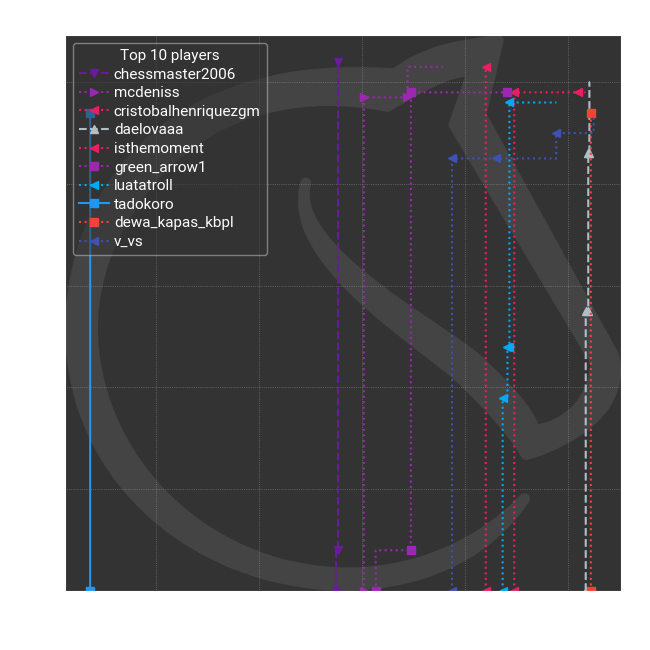 Top 10 players
chessmaster2006
mcdeniss
cristobalhenriquezgm
daelovaaa
isthemoment
green_arrow1
luatatroll
tadokoro
dewa_kapas_kbpl
v_vs